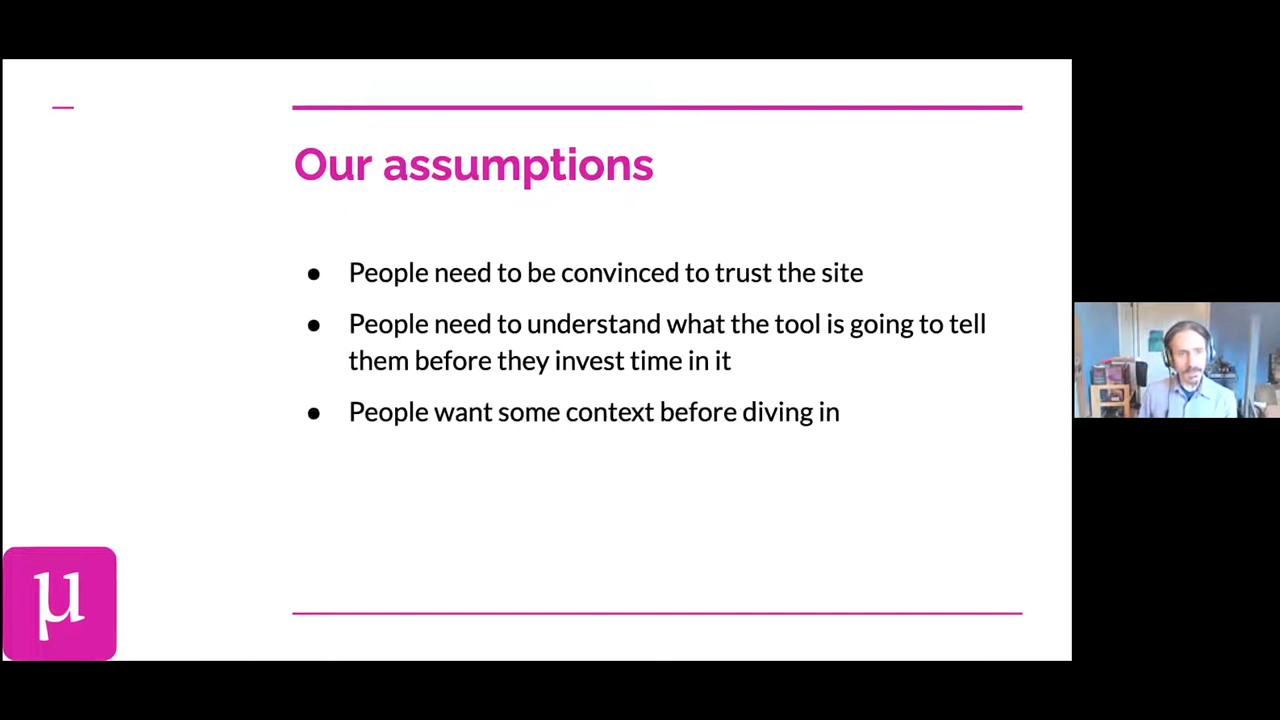 Our assumptions
● People need to be convinced to trust the site
● People need to understand what the tool is going to tell
them before they invest time in it
● People want some context before diving in
µ